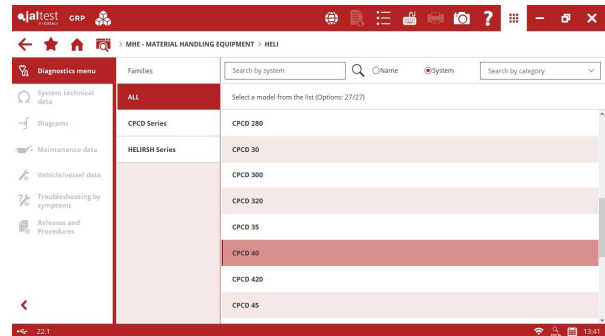 jaltest GRP
by COJALI
MHE - MATERIAL HANDLING EQUIPMENT > HELI
Diagnostics menu
System technical data
Diagrams
Maintenance data
Vehicle/vessel data
Troubleshooting by symptoms
Releases and Procedures
Families
ALL
CPCD Series
HELIRSH Series
Search by system
Name
System
Search by category
Select a model from the list (Options: 27/27)
CPCD 280
CPCD 30
CPCD 300
CPCD 320
CPCD 35
CPCD 40
CPCD 420
CPCD 45
22.1
13:41